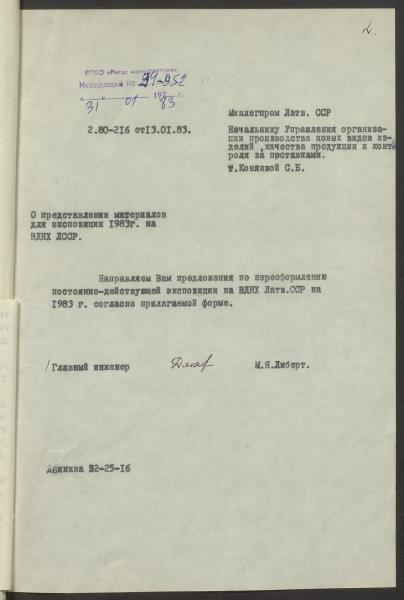 2.
РПХО «Ригас мануфактура»
Исходящий № 29-952
"31" 01 1983 г.
Минлегпром Латв. ССР
2.80-216 от13.01.83.
Начальнику Управления организа-
ции производства новых видов из-
делий ,качества продукции и конт-
роля за поставками.
т.Коняевой С.Б.
О представлении материалов
для экспозиции 1983г. на
ВДНХ ЛССР.
Направляем Вам предложения по переоформлению
постоянно-действующей экспозиции на ВДНХ Латв.ССР на
1983 г. согласно прилагаемой форме.
Главный инженер
М.Я.Либерт.
92-25-16